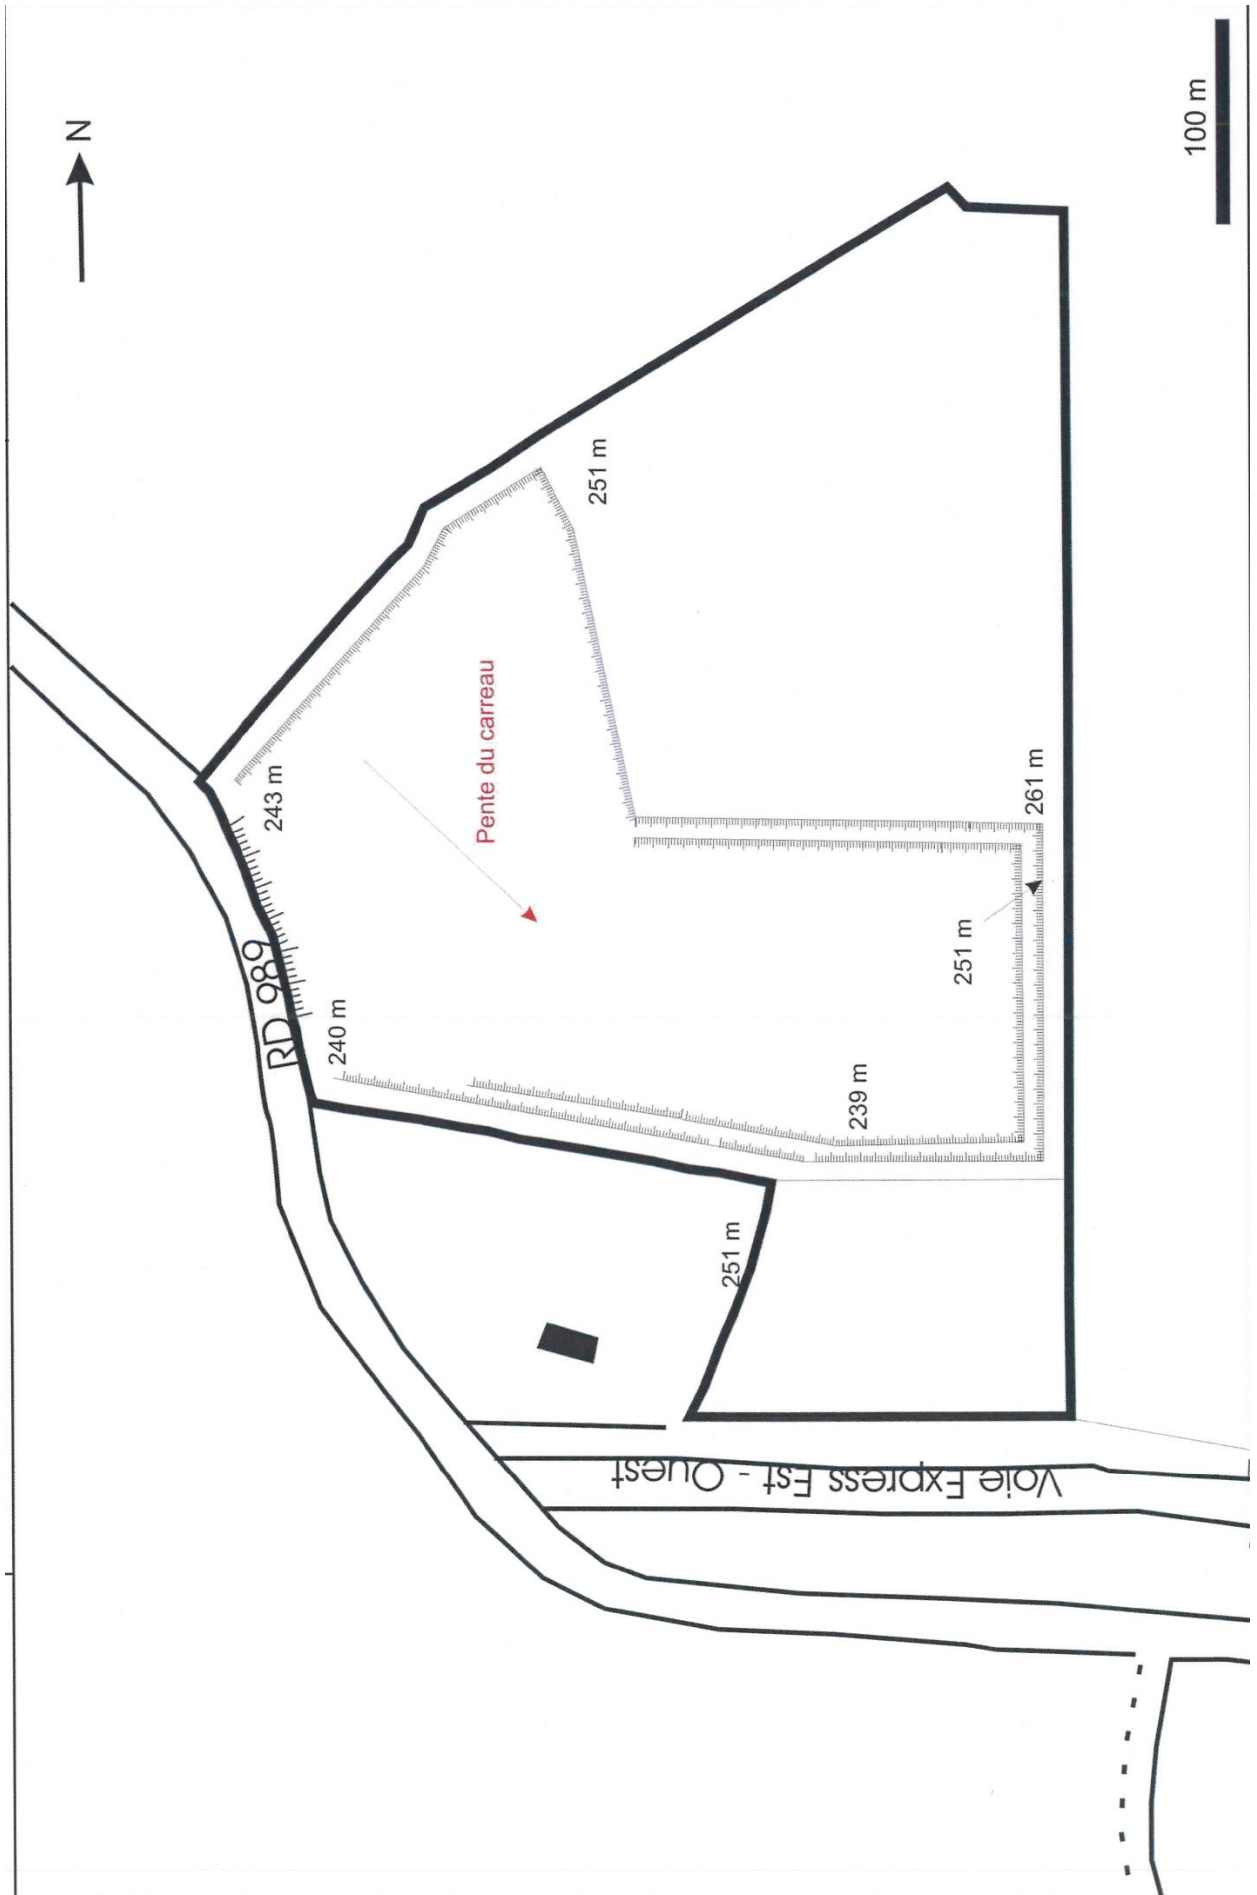 N
100 m
251 m
Pente du carreau
243 m
261 m
RD 989
251 m
240 m
239 m
251 m
Voie Express Est - Ouest